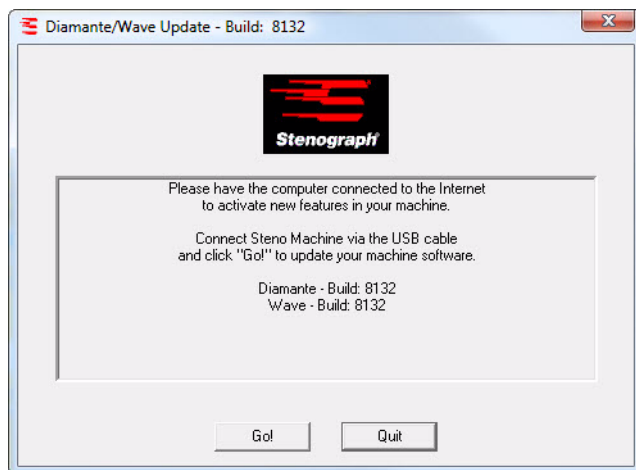 Diamante/Wave Update - Build: 8132
Stenograph
Please have the computer connected to the Internet
to activate new features in your machine.
Connect Steno Machine via the USB cable
and click "Go!" to update your machine software.
Diamante - Build: 8132
Wave - Build: 8132
Go!
Quit